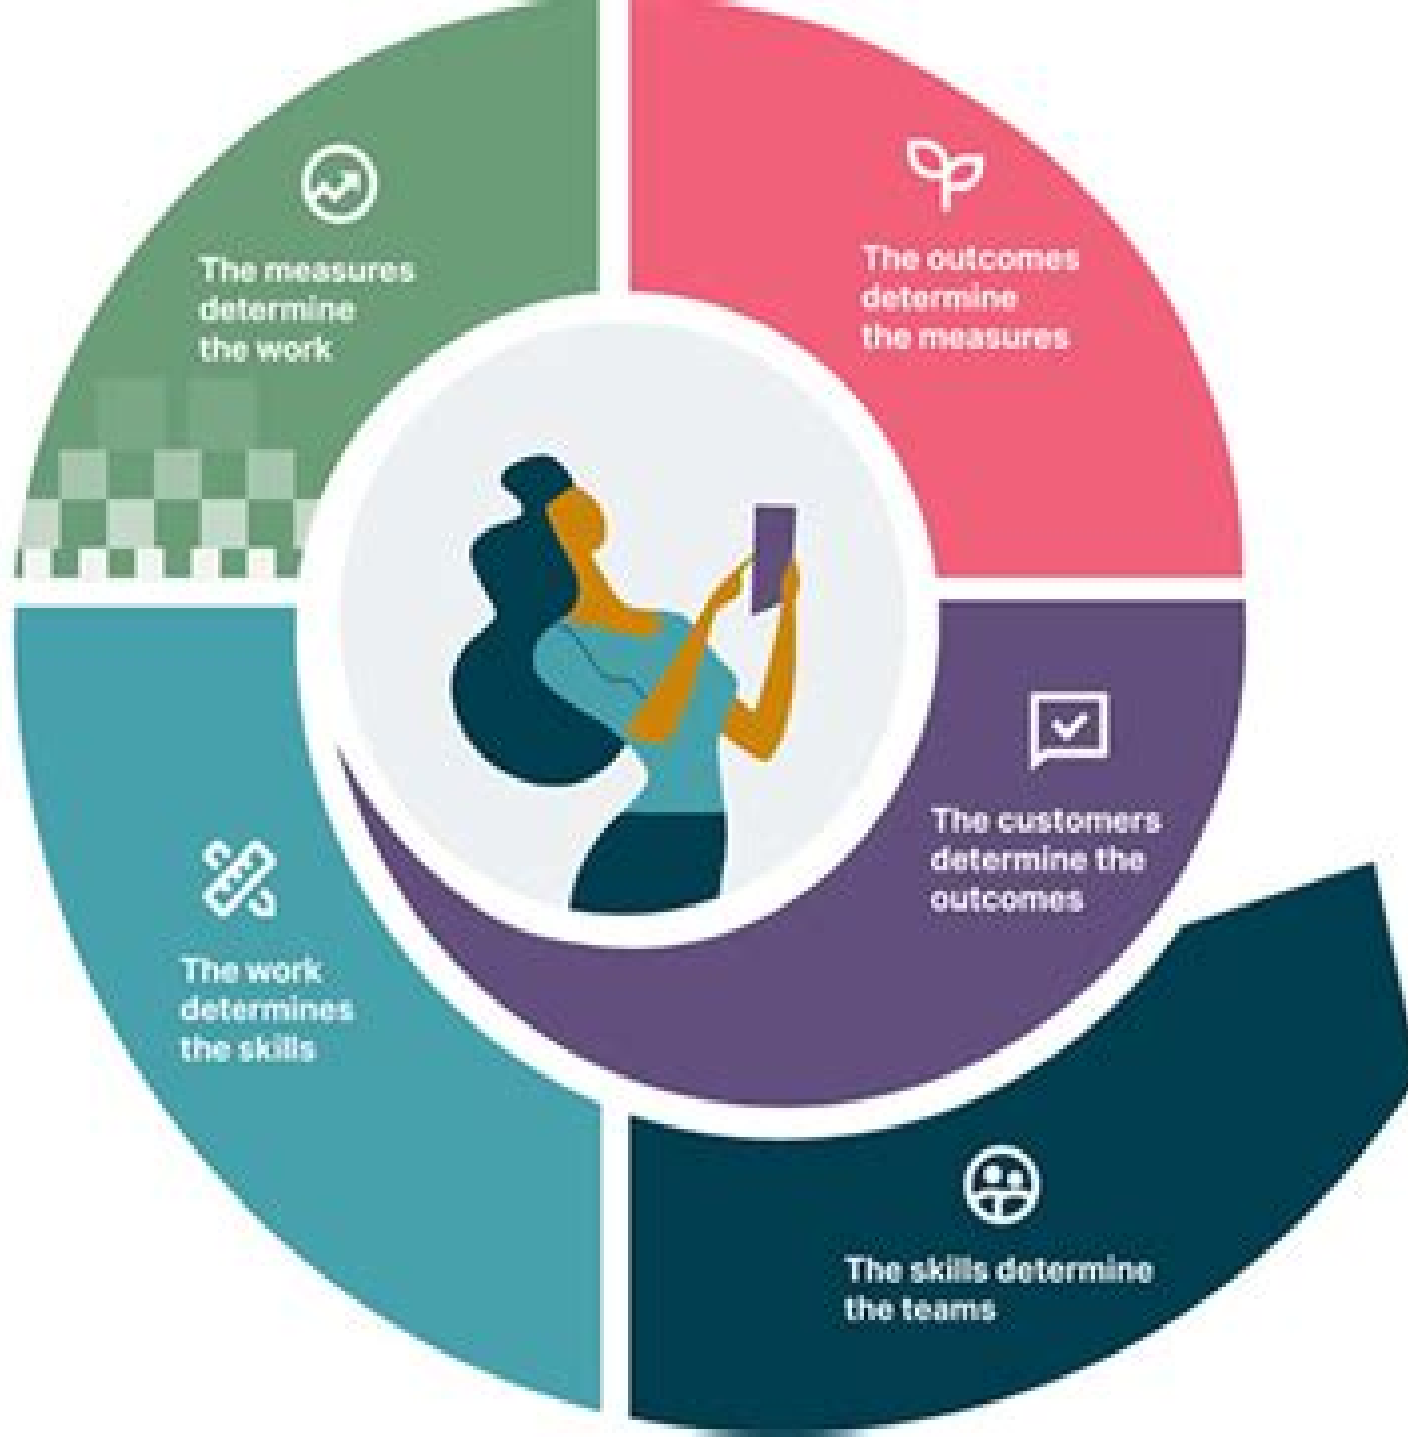 The measures
determine
the work
The outcomes
determine
the measures
The customers
determine the
outcomes
The work
determines
the skills
The skills determine
the teams